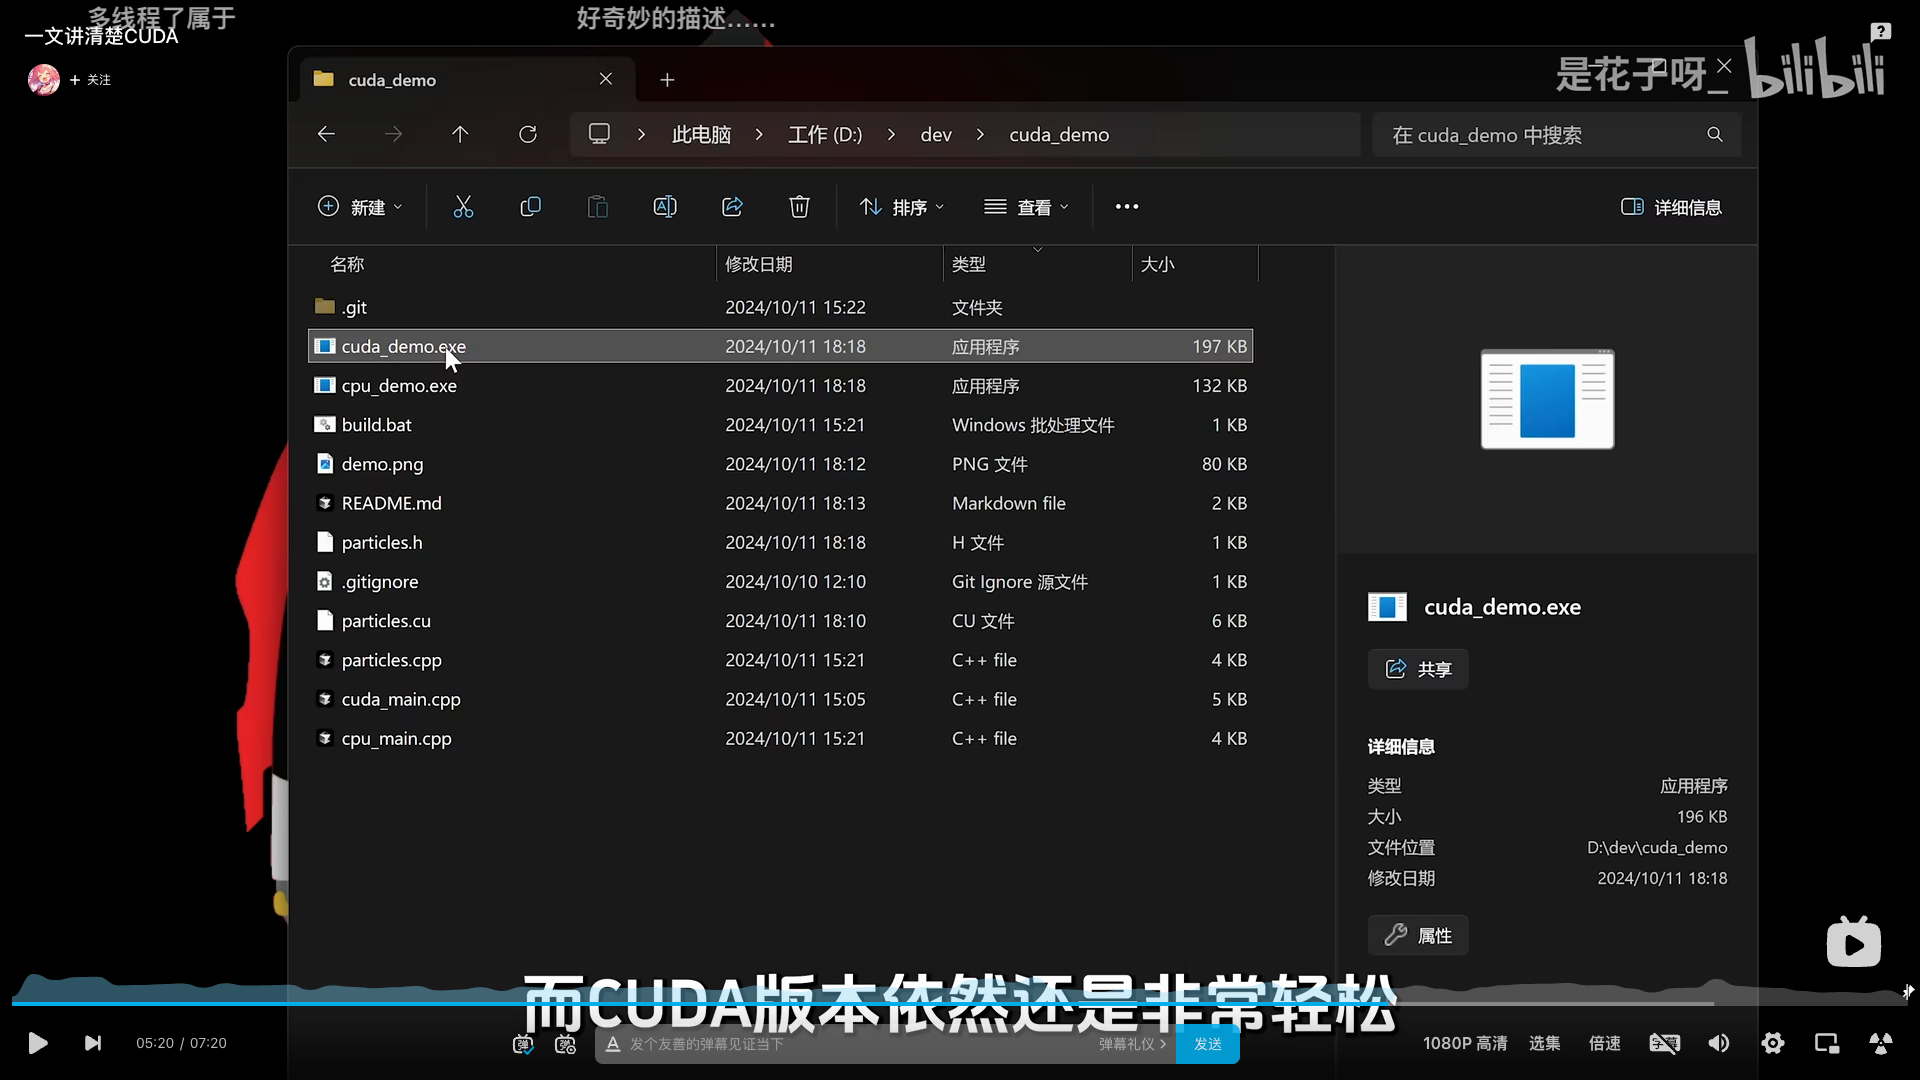 多线程了属于
好奇妙的描述......
一文讲清楚CUDA
+ 关注
cuda_demo
是花子呀_ bilibili
此电脑 > 工作 (D:) > dev > cuda_demo
在 cuda_demo 中搜索
新建
排序
查看
详细信息
名称 修改日期 类型 大小
.git 2024/10/11 15:22 文件夹
cuda_demo.exe 2024/10/11 18:18 应用程序 197 KB
cpu_demo.exe 2024/10/11 18:18 应用程序 132 KB
build.bat 2024/10/11 15:21 Windows 批处理文件 1 KB
demo.png 2024/10/11 18:12 PNG 文件 80 KB
README.md 2024/10/11 18:13 Markdown file 2 KB
particles.h 2024/10/11 18:18 H 文件 1 KB
.gitignore 2024/10/10 12:10 Git Ignore 源文件 1 KB
particles.cu 2024/10/11 18:10 CU 文件 6 KB
particles.cpp 2024/10/11 15:21 C++ file 4 KB
cuda_main.cpp 2024/10/11 15:05 C++ file 5 KB
cpu_main.cpp 2024/10/11 15:21 C++ file 4 KB
cuda_demo.exe
共享
详细信息
类型 应用程序
大小 196 KB
文件位置 D:\dev\cuda_demo
修改日期 2024/10/11 18:18
属性
而CUDA版本依然还是非常轻松
05:20 / 07:20
弹
弹
A 发个友善的弹幕见证当下
弹幕礼仪 >
发送
1080P 高清
选集
倍速
字幕